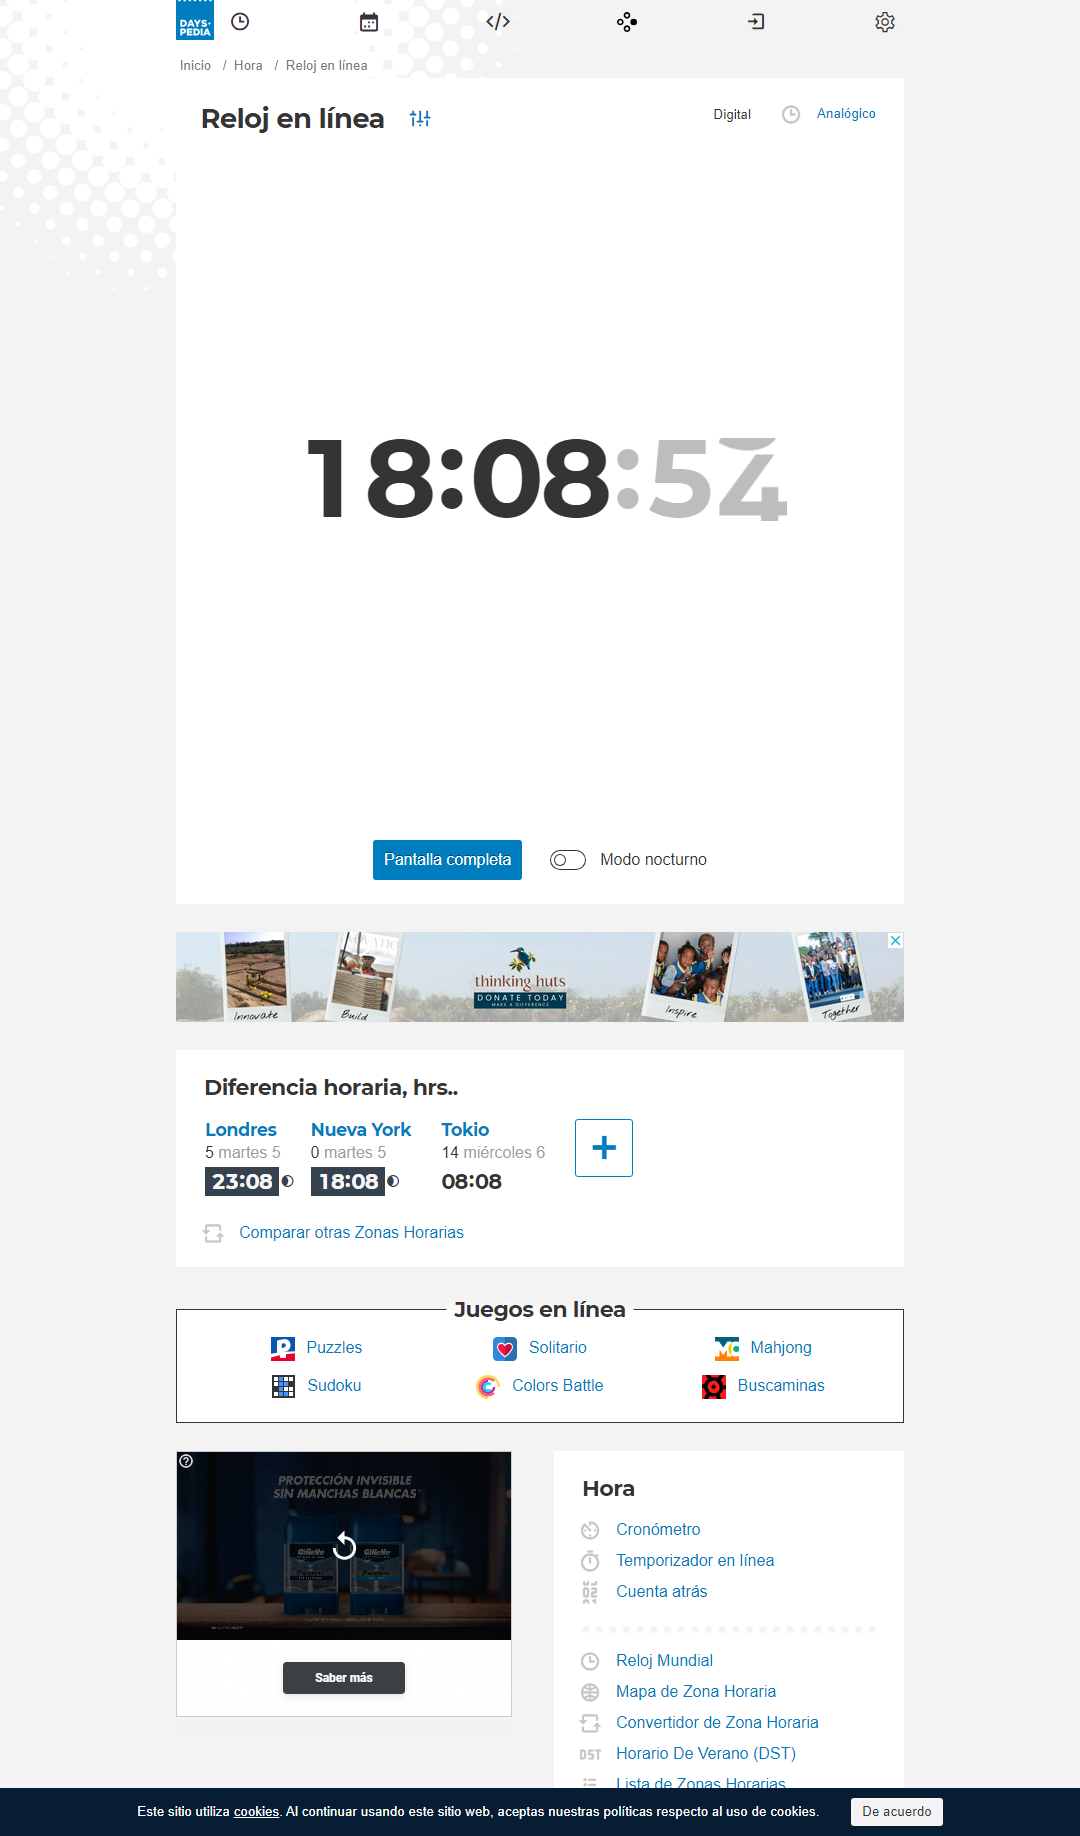 DAYS•
PEDIA
Inicio / Hora / Reloj en línea
Reloj en línea
Digital
Analógico
18:08:54
Pantalla completa
Modo nocturno
Innovate
Build
thinking huts
DONATE TODAY
MAKE A DIFFERENCE
Inspire
Together
Diferencia horaria, hrs..
Londres
5 martes 5
23:08
Nueva York
0 martes 5
18:08
Tokio
14 miércoles 6
08:08
+
Comparar otras Zonas Horarias
Juegos en línea
Puzzles
Solitario
Mahjong
Sudoku
Colors Battle
Buscaminas
PROTECCIÓN INVISIBLE
SIN MANCHAS BLANCAS*
Gillette
Gillette
Saber más
Hora
Cronómetro
Temporizador en línea
Cuenta atrás
Reloj Mundial
Mapa de Zona Horaria
Convertidor de Zona Horaria
DST Horario De Verano (DST)
Lista de Zonas Horarias
Este sitio utiliza cookies. Al continuar usando este sitio web, aceptas nuestras políticas respecto al uso de cookies.
De acuerdo